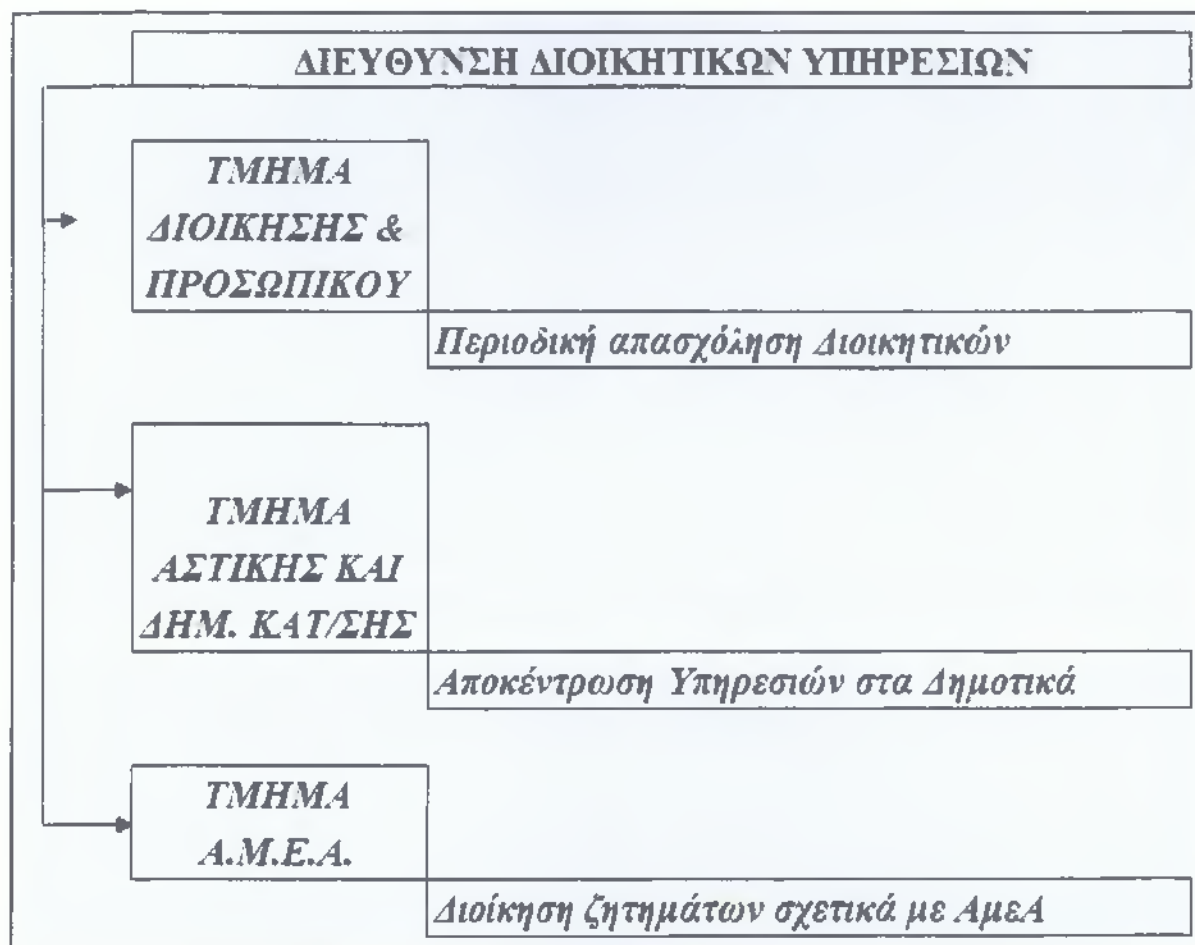 ΔΙΕΥΘΥΝΣΗ ΔΙΟΙΚΗΤΙΚΩΝ ΥΠΗΡΕΣΙΩΝ
ΤΜΗΜΑ
ΔΙΟΙΚΗΣΗΣ &
ΠΡΟΣΩΠΙΚΟΥ
Περιοδική απασχόληση Διοικητικών
ΤΜΗΜΑ
ΑΣΤΙΚΗΣ ΚΑΙ
ΔΗΜ. ΚΑΤ/ΣΗΣ
Αποκέντρωση Υπηρεσιών στα Δημοτικά
ΤΜΗΜΑ
Α.Μ.Ε.Α.
Διοίκηση ζητημάτων σχετικά με ΑμεΑ